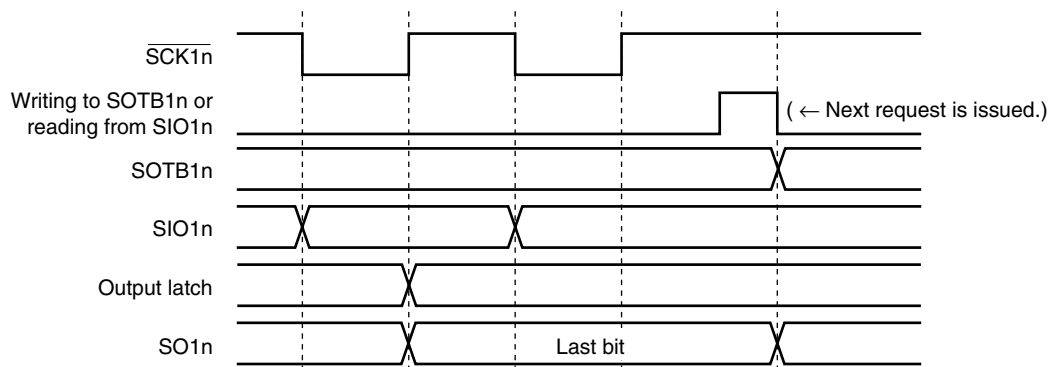 SCK1n
Writing to SOTB1n or
reading from SIO1n
( ← Next request is issued.)
SOTB1n
SIO1n
Output latch
SO1n
Last bit